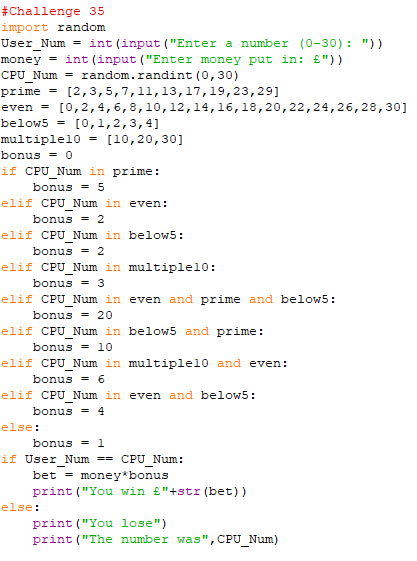 #Challenge 35
import random
User_Num = int(input("Enter a number (0-30): "))
money = int(input("Enter money put in: £"))
CPU_Num = random.randint(0,30)
prime = [2,3,5,7,11,13,17,19,23,29]
even = [0,2,4,6,8,10,12,14,16,18,20,22,24,26,28,30]
below5 = [0,1,2,3,4]
multiple10 = [10,20,30]
bonus = 0
if CPU_Num in prime:
    bonus = 5
elif CPU_Num in even:
    bonus = 2
elif CPU_Num in below5:
    bonus = 2
elif CPU_Num in multiple10:
    bonus = 3
elif CPU_Num in even and prime and below5:
    bonus = 20
elif CPU_Num in below5 and prime:
    bonus = 10
elif CPU_Num in multiple10 and even:
    bonus = 6
elif CPU_Num in even and below5:
    bonus = 4
else:
    bonus = 1
if User_Num == CPU_Num:
    bet = money*bonus
    print("You win £"+str(bet))
else:
    print("You lose")
    print("The number was",CPU_Num)